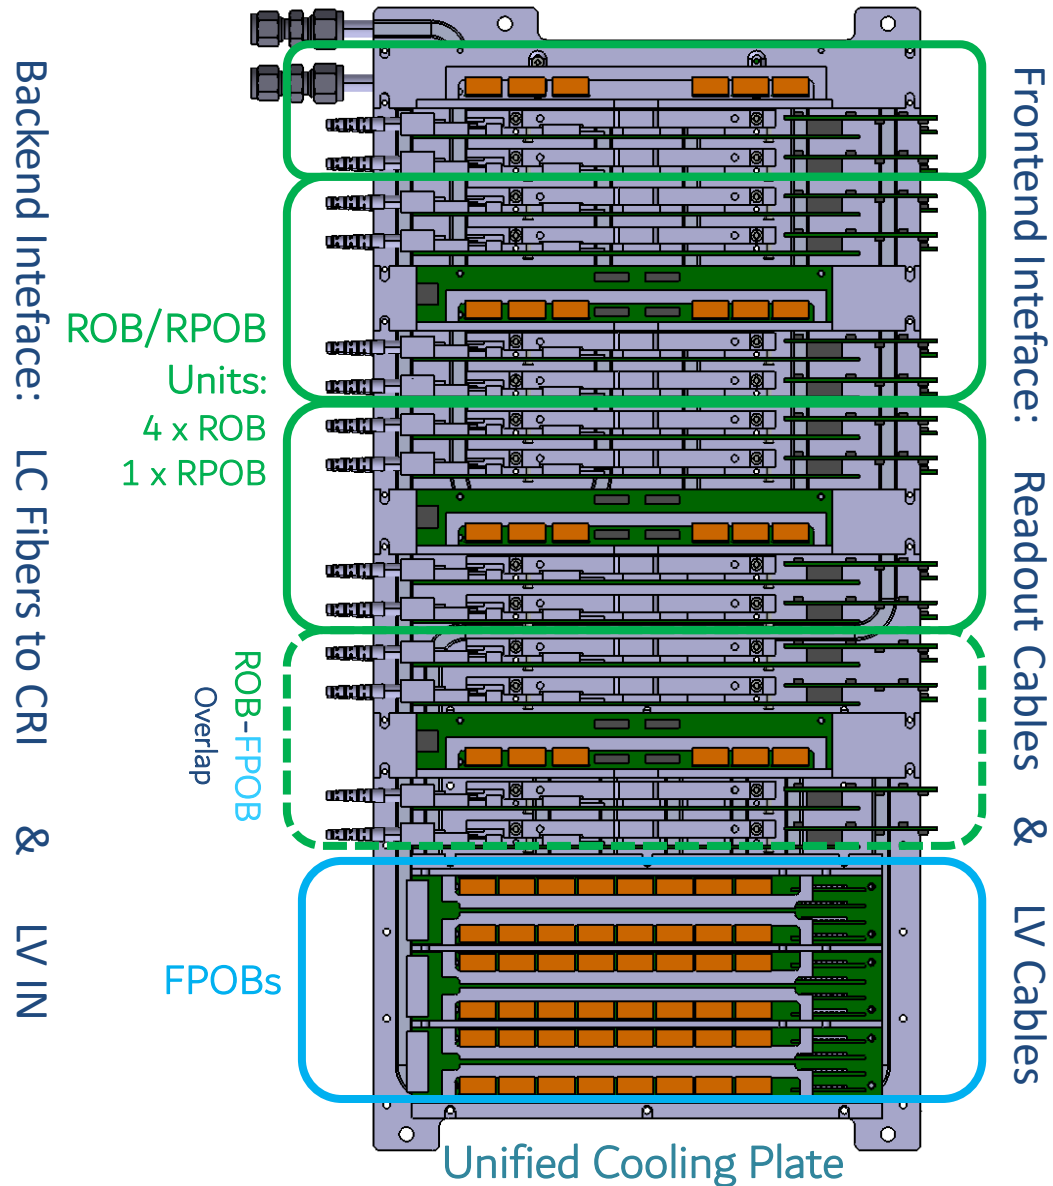 Backend Inteface: LC Fibers to CRI & LV IN
ROB/RPOB
Units:
4 x ROB
1 x RPOB
ROB-FPOB
Overlap
FPOBs
Frontend Inteface: Readout Cables & LV Cables
Unified Cooling Plate